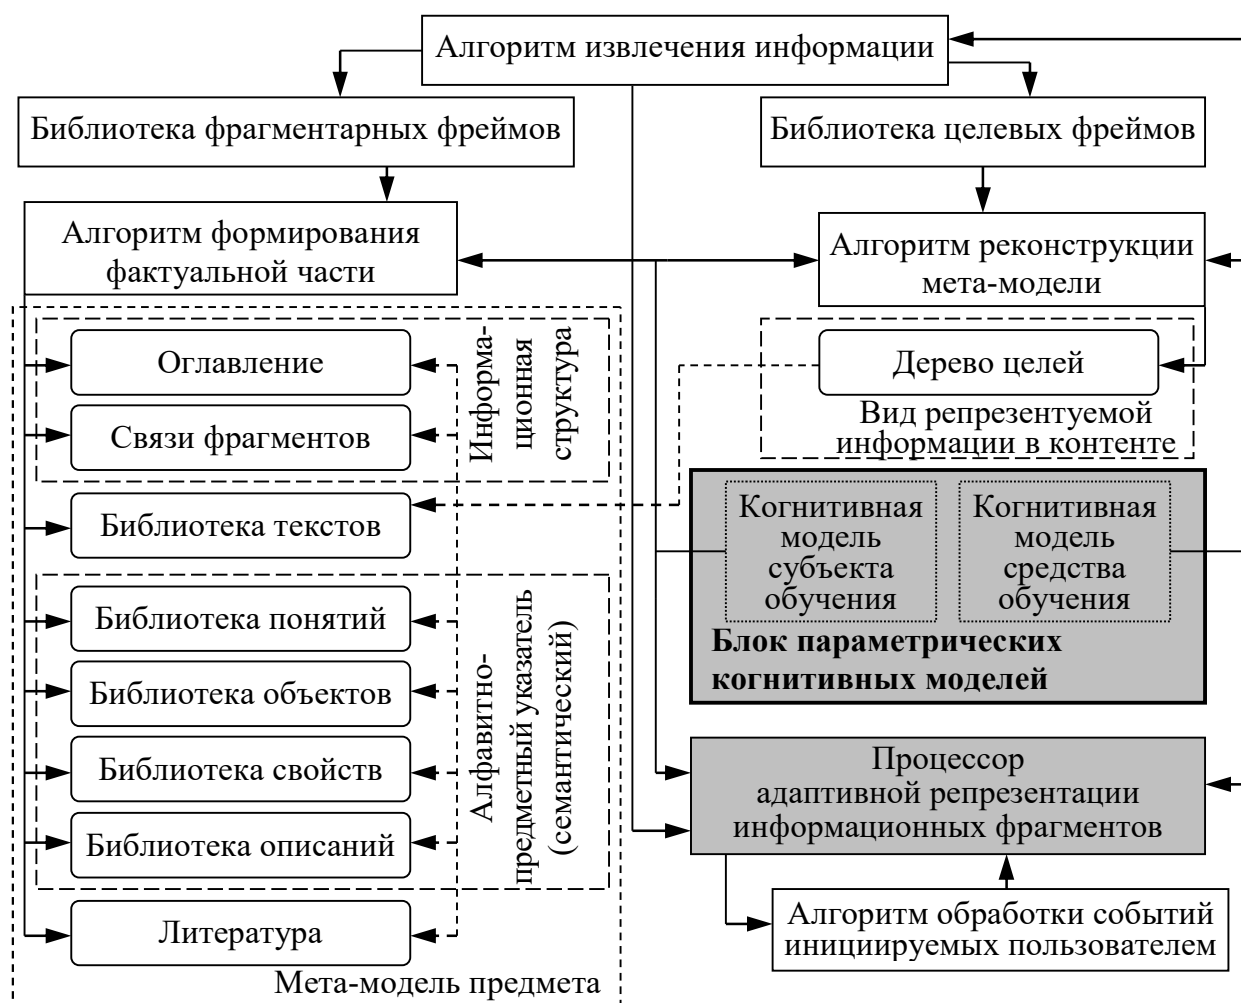 Алгоритм извлечения информации
Библиотека фрагментарных фреймов
Библиотека целевых фреймов
Алгоритм формирования
фактуальной части
Алгоритм реконструкции
мета-модели
Оглавление
Связи фрагментов
Информа-
ционная
структура
Дерево целей
Вид репрезентуемой
информации в контенте
Библиотека текстов
Когнитивная
модель
субъекта
обучения
Когнитивная
модель
средства
обучения
Блок параметрических
когнитивных моделей
Библиотека понятий
Библиотека объектов
Библиотека свойств
Библиотека описаний
Алфавитно-
предметный указатель
(семантический)
Процессор
адаптивной репрезентации
информационных фрагментов
Алгоритм обработки событий
инициируемых пользователем
Литература
Мета-модель предмета